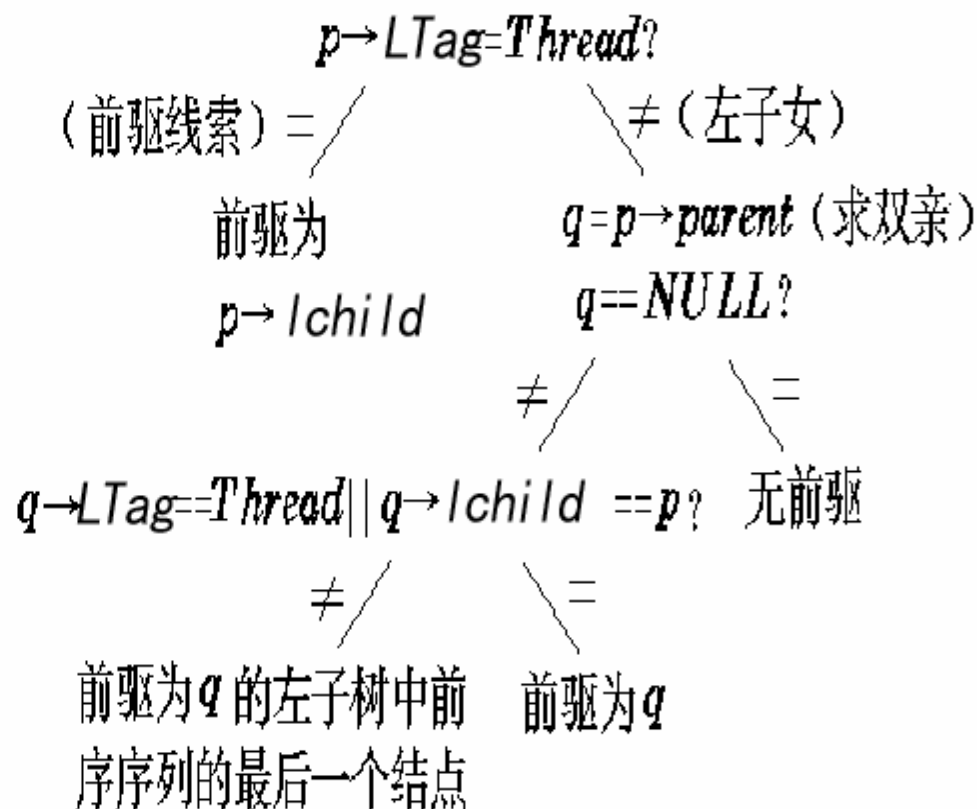 p→LTag=Thread?
(前驱线索) = ≠(左子女)
前驱为 q=p→parent(求双亲)
p→lchild q==NULL?
≠ =
q→LTag==Thread||q→lchild ==p? 无前驱
≠ =
前驱为q的左子树中前 前驱为q
序序列的最后一个结点